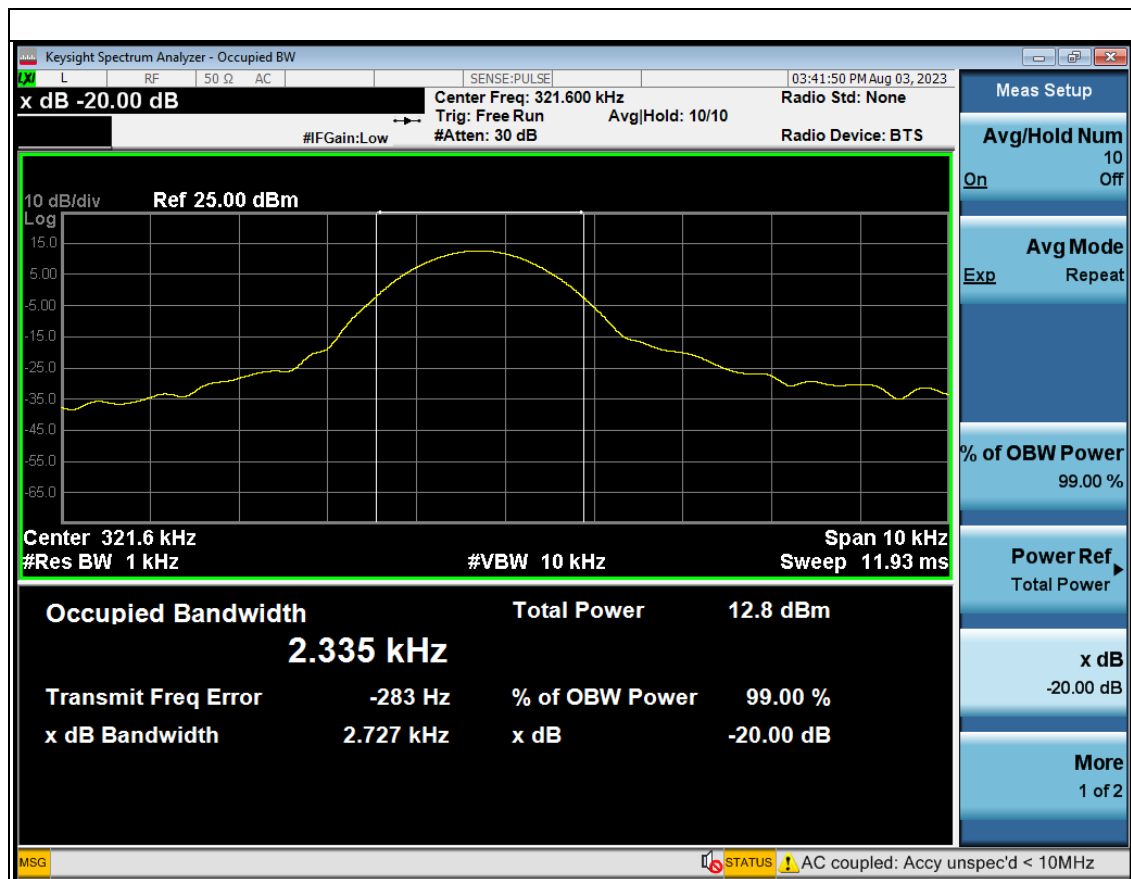 Keysight Spectrum Analyzer - Occupied BW
LXI L RF 50 Ω AC SENSE:PULSE 03:41:50 PM Aug 03, 2023
x dB -20.00 dB
Center Freq: 321.600 kHz
Radio Std: None
Trig: Free Run
Avg|Hold: 10/10
#IFGain:Low
#Atten: 30 dB
Radio Device: BTS
10 dB/div
Ref 25.00 dBm
Log
15.0
5.00
-5.00
-15.0
-25.0
-35.0
-45.0
-55.0
-65.0
Center 321.6 kHz
Span 10 kHz
#Res BW 1 kHz
#VBW 10 kHz
Sweep 11.93 ms
Occupied Bandwidth
2.335 kHz
Total Power 12.8 dBm
Transmit Freq Error -283 Hz
% of OBW Power 99.00 %
x dB Bandwidth 2.727 kHz
x dB -20.00 dB
Meas Setup
Avg/Hold Num
10
On Off
Avg Mode
Exp Repeat
% of OBW Power
99.00 %
Power Ref
Total Power
x dB
-20.00 dB
More
1 of 2
MSG
STATUS
AC coupled: Accy unspec'd < 10MHz